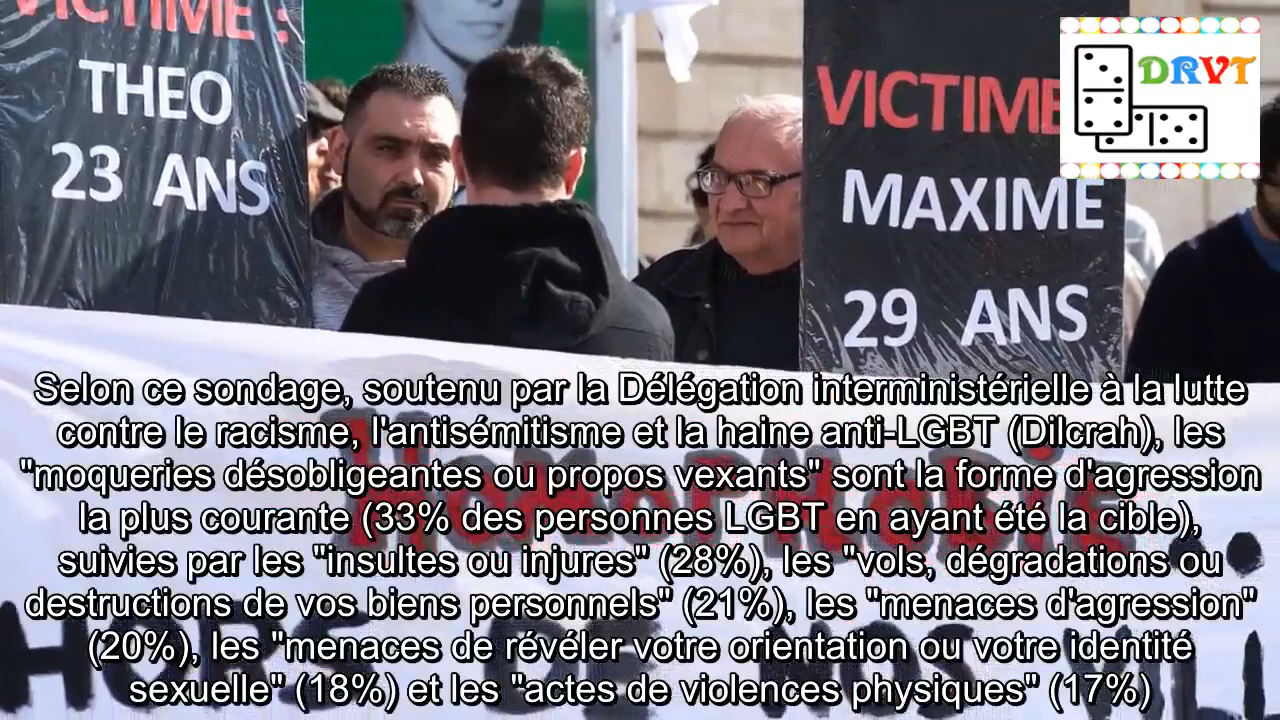 VICTIME :
THEO
23 ANS
VICTIME
MAXIME
29 ANS
DRVT
Selon ce sondage, soutenu par la Délégation interministérielle à la lutte
contre le racisme, l'antisémitisme et la haine anti-LGBT (Dilcrah), les
"moqueries désobligeantes ou propos vexants" sont la forme d'agression
la plus courante (33% des personnes LGBT en ayant été la cible),
suivies par les "insultes ou injures" (28%), les "vols, dégradations ou
destructions de vos biens personnels" (21%), les "menaces d'agression"
(20%), les "menaces de révéler votre orientation ou votre identité
sexuelle" (18%) et les "actes de violences physiques" (17%)
HOMOPHOBIE
HORS DE NOS